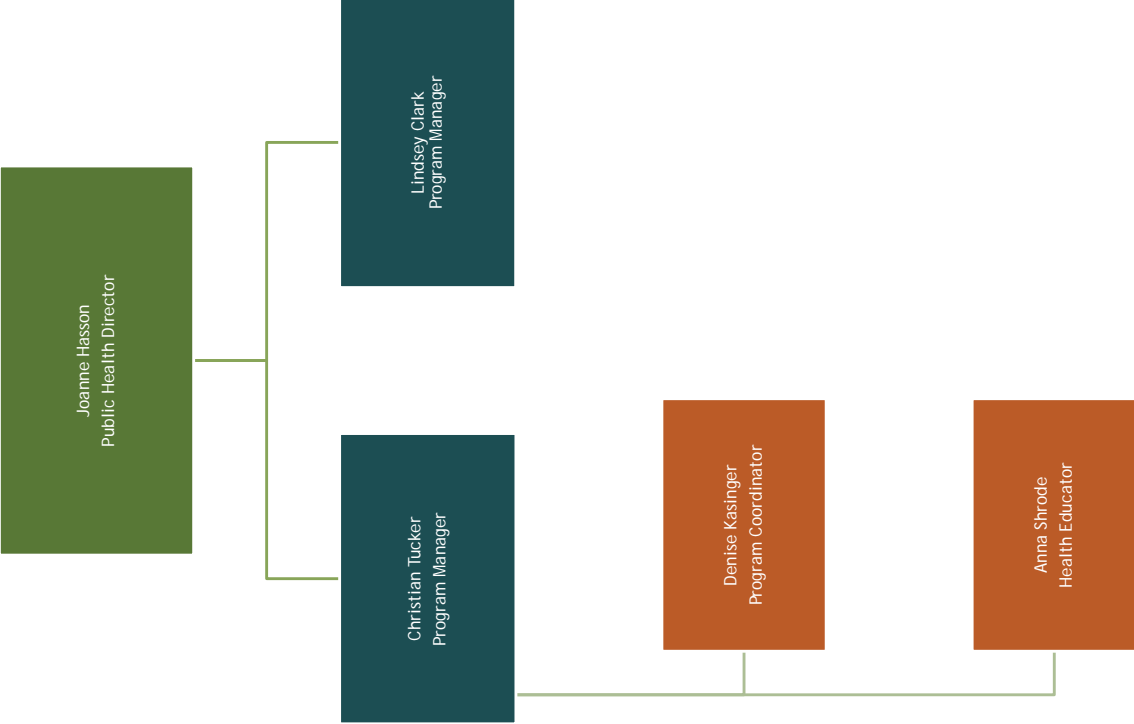 Joanne Hasson
Public Health Director
Christian Tucker
Program Manager
Lindsey Clark
Program Manager
Denise Kasinger
Program Coordinator
Anna Shrode
Health Educator